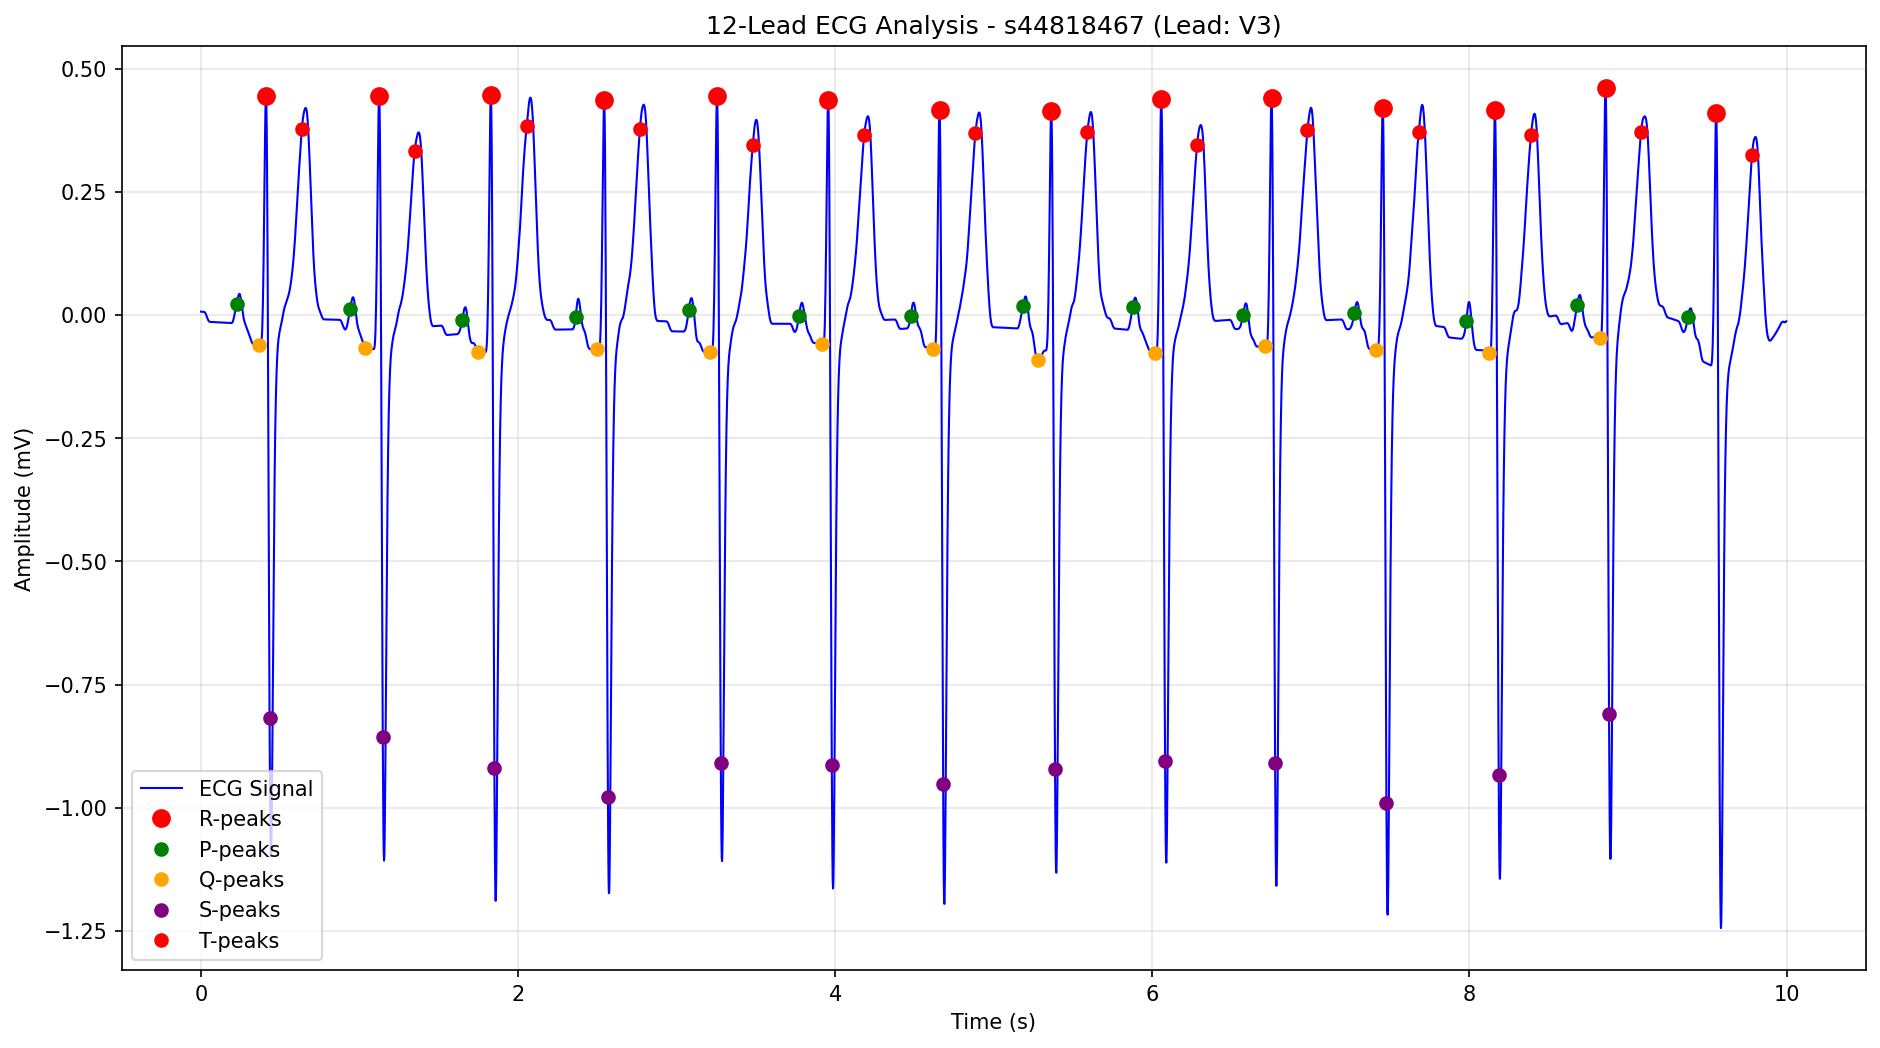 12-Lead ECG Analysis - s44818467 (Lead: V3)
0.50
0.25
0.00
−0.25
−0.50
−0.75
−1.00
−1.25
Amplitude (mV)
ECG Signal
R-peaks
P-peaks
Q-peaks
S-peaks
T-peaks
0 2 4 6 8 10
Time (s)